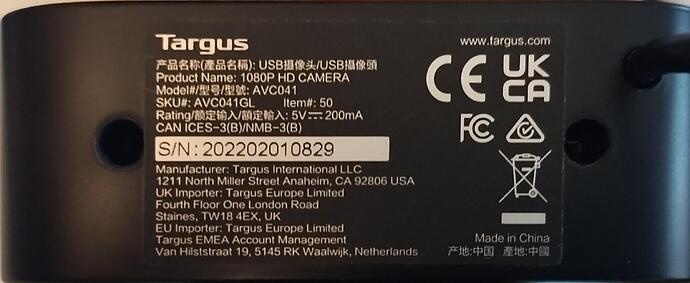 Targus
产品名称(產品名稱): USB摄像头/USB攝像頭
Product Name: 1080P HD CAMERA
Model#/型号/型號: AVC041
SKU#: AVC041GL Item#: 50
Rating/额定输入/額定輸入: 5V⎓200mA
CAN ICES-3(B)/NMB-3(B)
S/N: 202202010829
Manufacturer: Targus International LLC
1211 North Miller Street Anaheim, CA 92806 USA
UK Importer: Targus Europe Limited
Fourth Floor One London Road
Staines, TW18 4EX, UK
EU Importer: Targus Europe Limited
Targus EMEA Account Management
Van Hilststraat 19, 5145 RK Waalwijk, Netherlands
www.targus.com
CE UK
CA
FC
Made in China
产地:中国 產地:中國